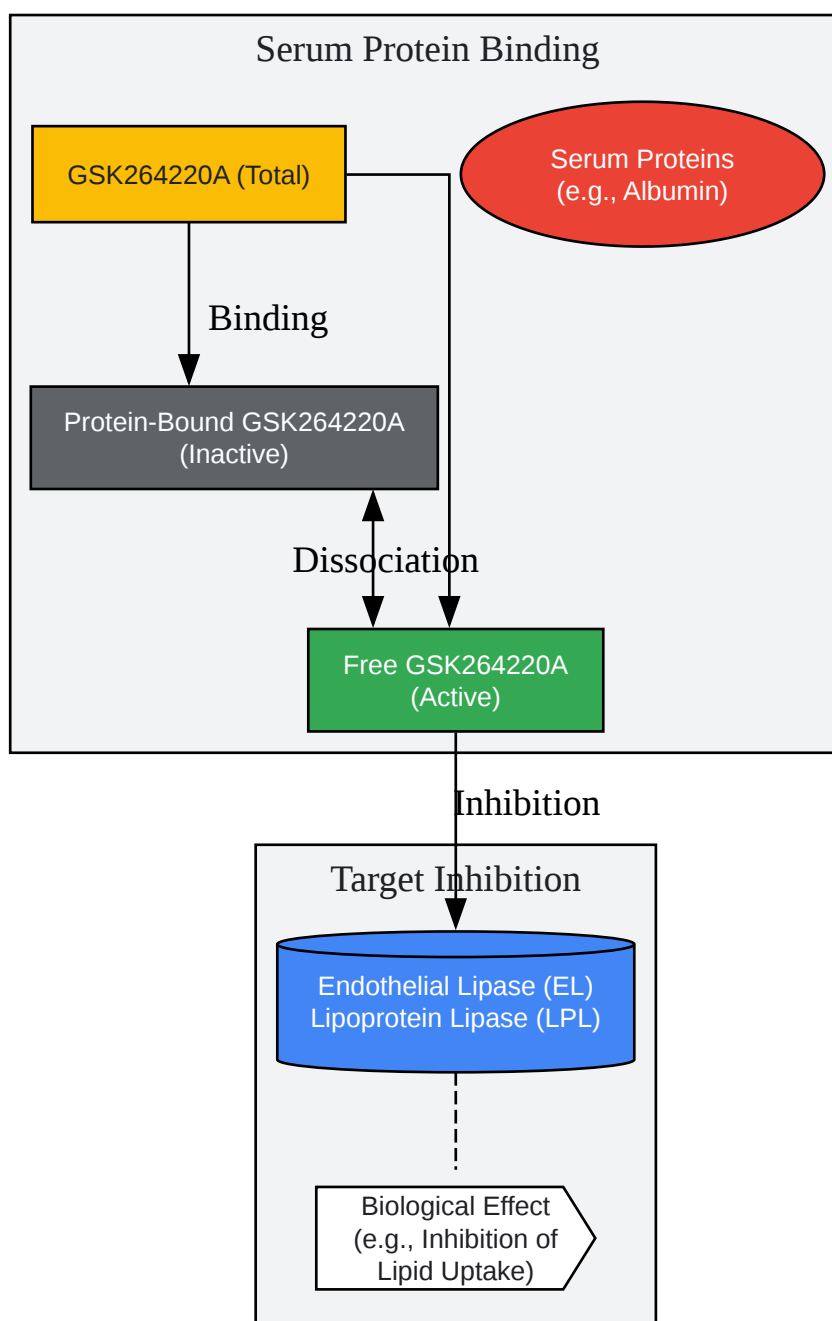 Serum Protein Binding
GSK264220A (Total)
Serum Proteins
(e.g., Albumin)
Binding
Protein-Bound GSK264220A
(Inactive)
Dissociation
Free GSK264220A
(Active)
Inhibition
Target Inhibition
Endothelial Lipase (EL)
Lipoprotein Lipase (LPL)
Biological Effect
(e.g., Inhibition of
Lipid Uptake)